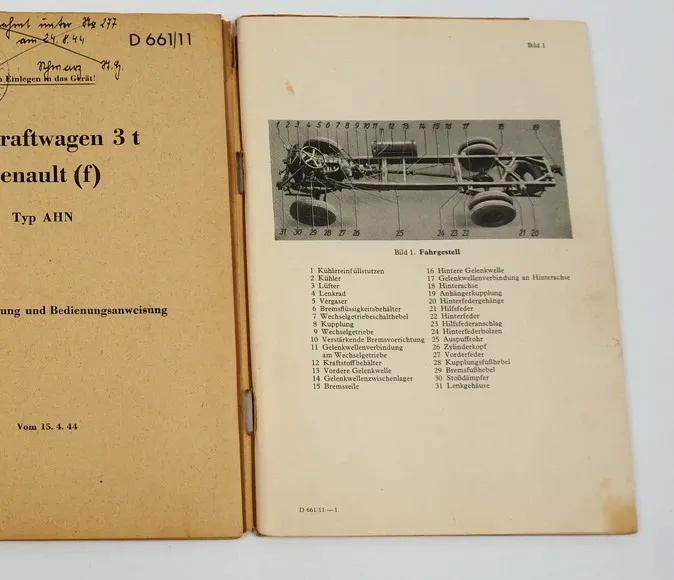 unter Nr 277
am 24.8.44
D 661/11
Schwarz
Einlegen in das Gerät!
raftwagen 3 t
enault (f)
Typ AHN
ung und Bedienungsanweisung
Vom 15. 4. 44
Bild 1
1 2 3 4 5 6 7 8 9 10 11 12 13 14 15 16 17 18 19
31 30 29 28 27 26 25 24 23 22 21 20
Bild 1. Fahrgestell
1 Kühlereinfüllstutzen
2 Kühler
3 Lüfter
4 Lenkrad
5 Vergaser
6 Bremsflüssigkeitsbehälter
7 Wechselgetriebeschalthebel
8 Kupplung
9 Wechselgetriebe
10 Verstärkende Bremsvorrichtung
11 Gelenkwellenverbindung
am Wechselgetriebe
12 Kraftstoffbehälter
13 Vordere Gelenkwelle
14 Gelenkwellenzwischenlager
15 Bremsseile
16 Hintere Gelenkwelle
17 Gelenkwellenverbindung an Hinterachse
18 Hinterachse
19 Anhängerkupplung
20 Hinterfedergehänge
21 Hilfsfeder
22 Hinterfeder
23 Hilfsfederanschlag
24 Hinterfederbolzen
25 Auspuffrohr
26 Zylinderkopf
27 Vorderfeder
28 Kupplungsfußhebel
29 Bremsfußhebel
30 Stoßdämpfer
31 Lenkgehäuse
D 661/11 — 1